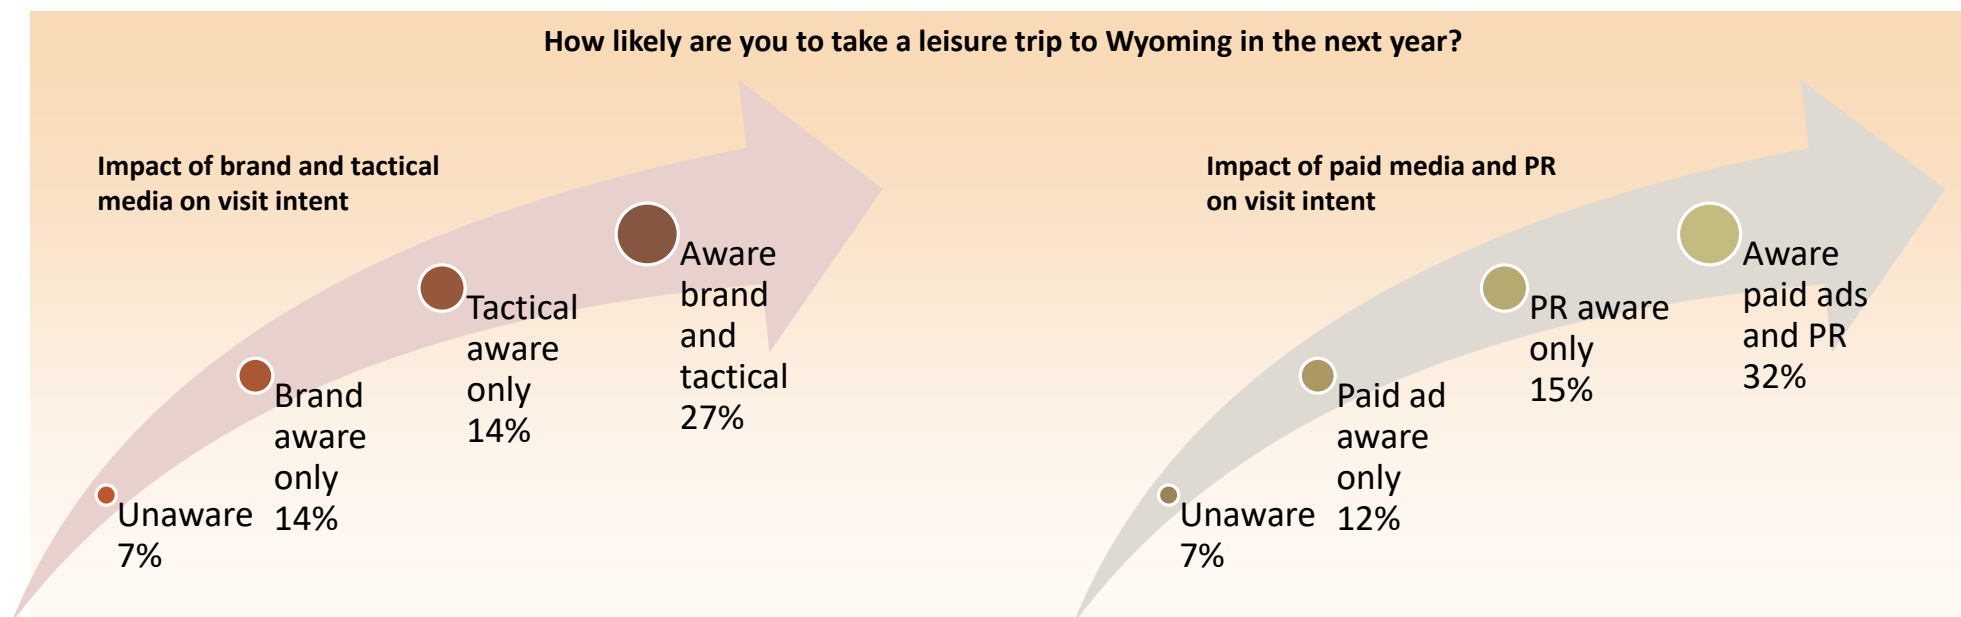 How likely are you to take a leisure trip to Wyoming in the next year?
Impact of brand and tactical
media on visit intent
Unaware
7%
Brand
aware
only
14%
Tactical
aware
only
14%
Aware
brand
and
tactical
27%
Impact of paid media and PR
on visit intent
Unaware
7%
Paid ad
aware
only
12%
PR aware
only
15%
Aware
paid ads
and PR
32%